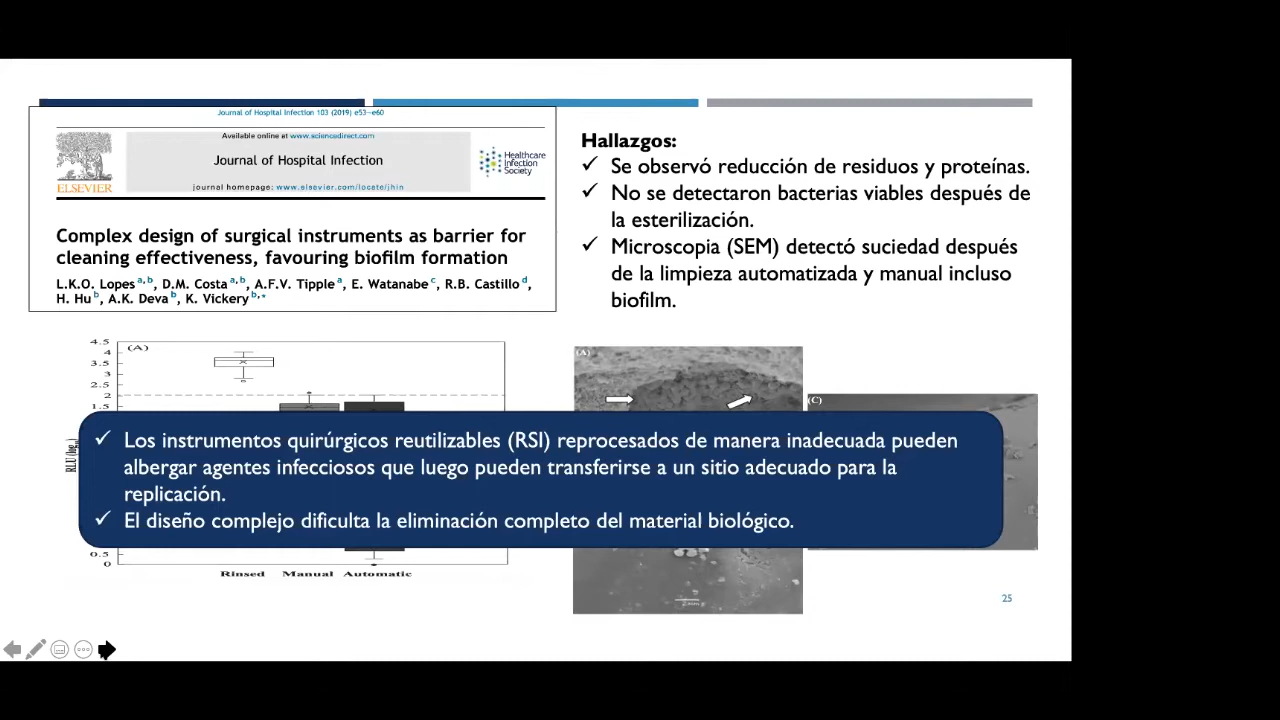 Journal of Hospital Infection 103 (2019) e53–e60
Available online at www.sciencedirect.com
Journal of Hospital Infection
journal homepage: www.elsevier.com/locate/jhin
ELSEVIER
Healthcare
Infection
Society
Complex design of surgical instruments as barrier for
cleaning effectiveness, favouring biofilm formation
L.K.O. Lopes a,b, D.M. Costa a,b, A.F.V. Tipple a, E. Watanabe c, R.B. Castillo d,
H. Hu b, A.K. Deva b, K. Vickery b,*
Hallazgos:
✓ Se observó reducción de residuos y proteínas.
✓ No se detectaron bacterias viables después de
la esterilización.
✓ Microscopia (SEM) detectó suciedad después
de la limpieza automatizada y manual incluso
biofilm.
4.5
4
3.5
3
2.5
2
1.5
(A)
(A)
(C)
✓ Los instrumentos quirúrgicos reutilizables (RSI) reprocesados de manera inadecuada pueden
albergar agentes infecciosos que luego pueden transferirse a un sitio adecuado para la
replicación.
✓ El diseño complejo dificulta la eliminación completo del material biológico.
0.5
0
Rinsed Manual Automatic
25